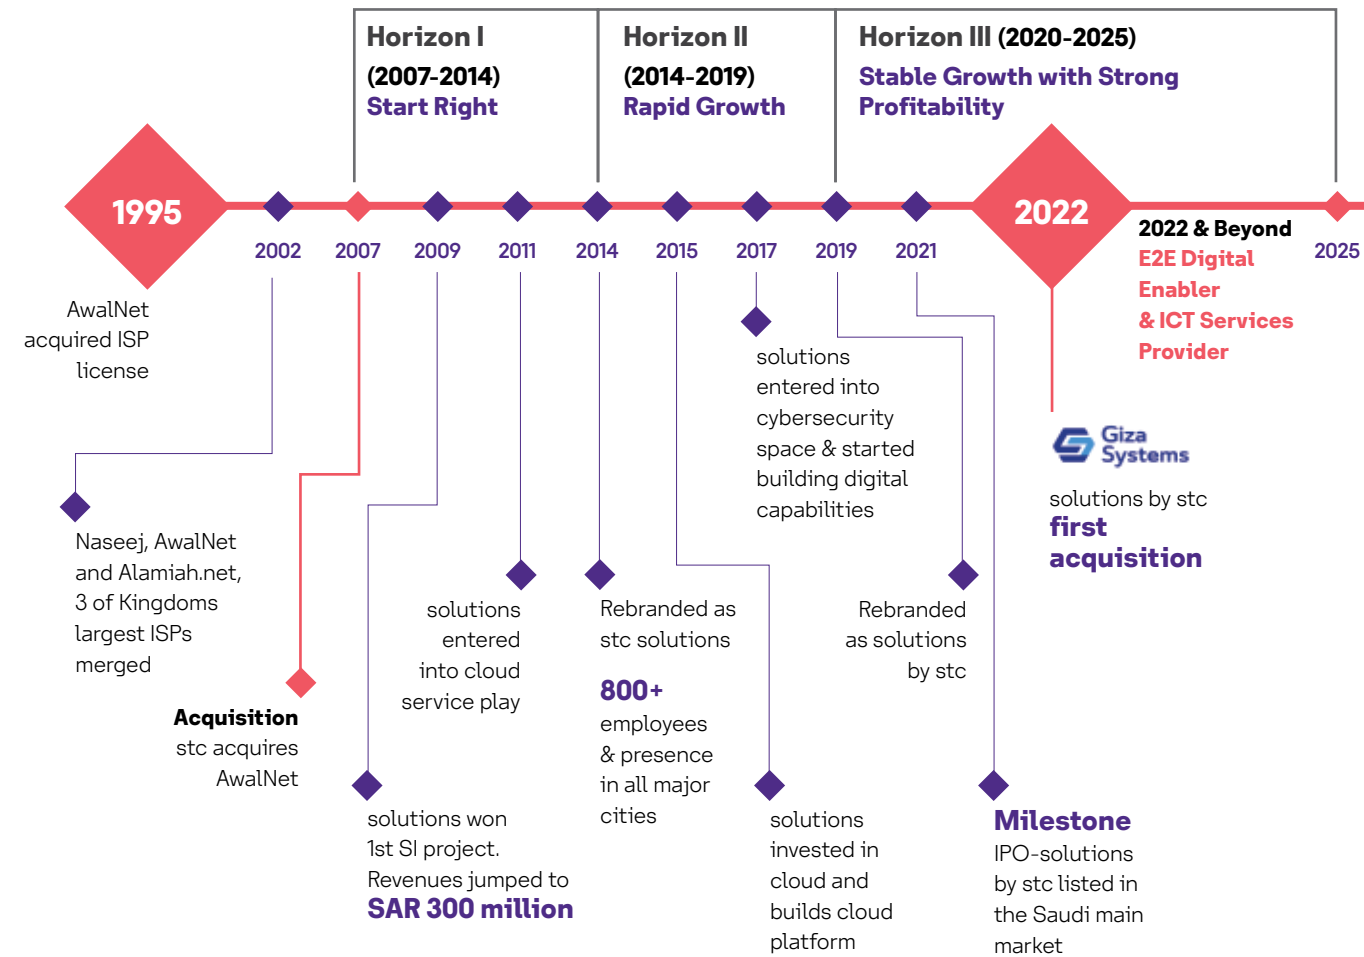 Horizon I
(2007-2014)
Start Right
Horizon II
(2014-2019)
Rapid Growth
Horizon III (2020-2025)
Stable Growth with Strong
Profitability
1995
2002
2007
2009
2011
2014
2015
2017
2019
2021
2022
2025
2022 & Beyond
E2E Digital
Enabler
& ICT Services
Provider
AwalNet
acquired ISP
license
Naseej, AwalNet
and Alamiah.net,
3 of Kingdoms
largest ISPs
merged
Acquisition
stc acquires
AwalNet
solutions won
1st SI project.
Revenues jumped to
SAR 300 million
solutions
entered
into cloud
service play
Rebranded as
stc solutions
800+
employees
& presence
in all major
cities
solutions
invested in
cloud and
builds cloud
platform
solutions
entered into
cybersecurity
space & started
building digital
capabilities
Rebranded
as solutions
by stc
Milestone
IPO-solutions
by stc listed in
the Saudi main
market
Giza
Systems
solutions by stc
first
acquisition